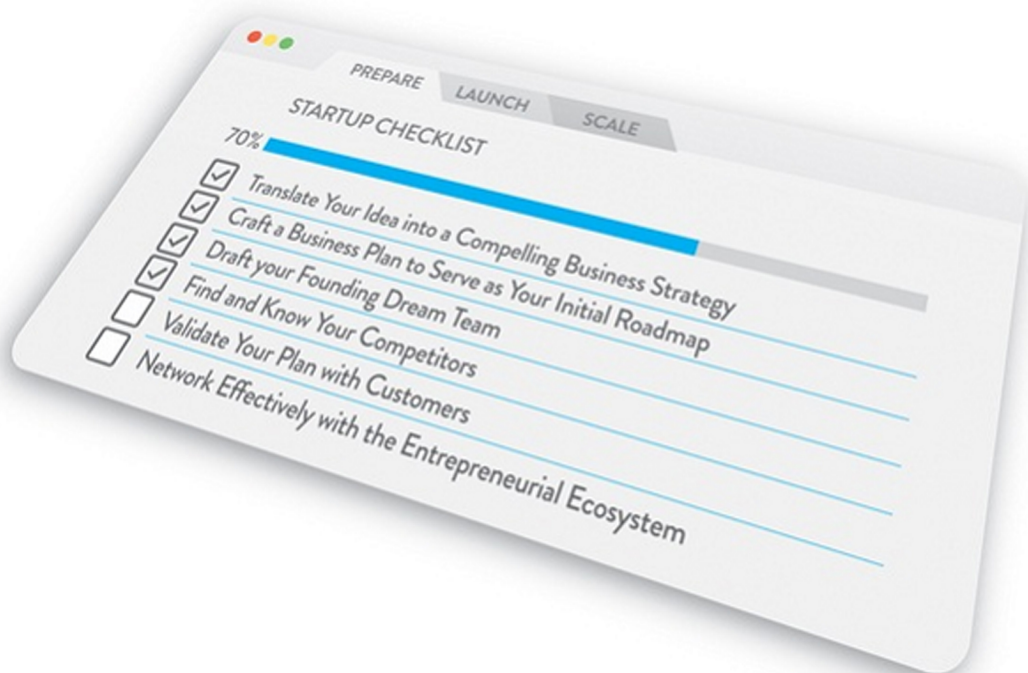 PREPARE
LAUNCH
SCALE
STARTUP CHECKLIST
70%
Translate Your Idea into a Compelling Business Strategy
Craft a Business Plan to Serve as Your Initial Roadmap
Draft your Founding Dream Team
Find and Know Your Competitors
Validate Your Plan with Customers
Network Effectively with the Entrepreneurial Ecosystem